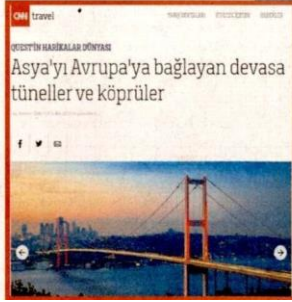 CNN travel
QUEST'İN HARİKALAR DÜNYASI
Asya'yı Avrupa'ya bağlayan devasa
tüneller ve köprüler